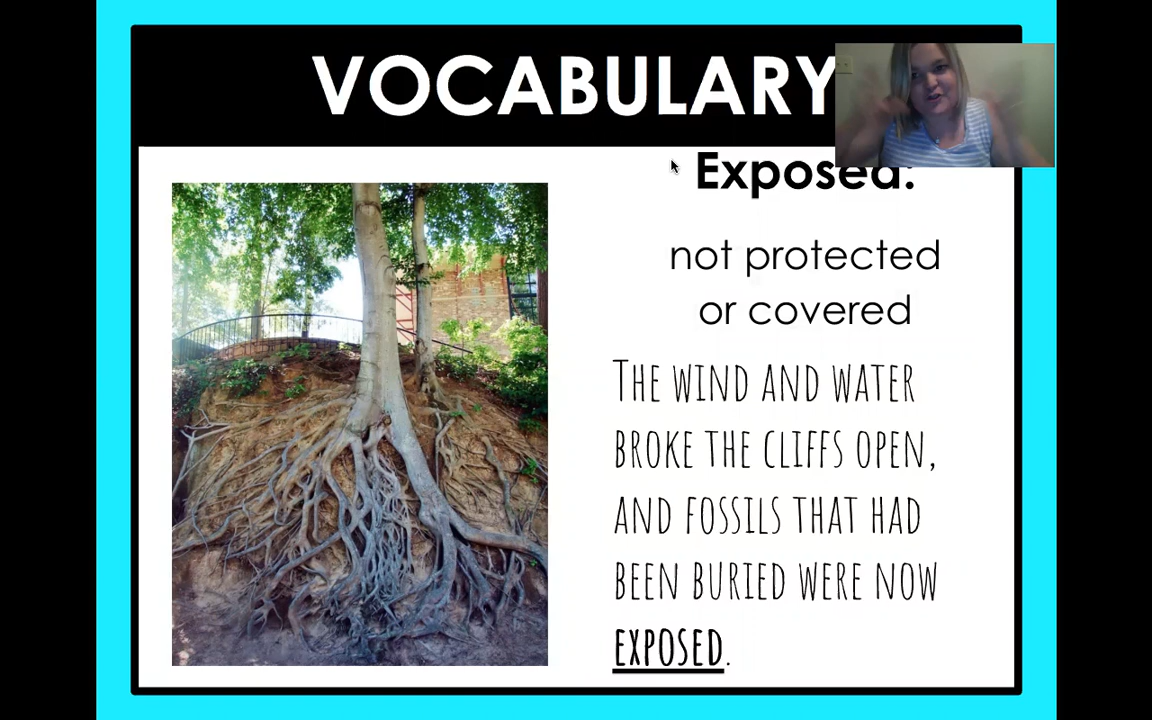 VOCABULARY
Exposed:
not protected
or covered
THE WIND AND WATER
BROKE THE CLIFFS OPEN,
AND FOSSILS THAT HAD
BEEN BURIED WERE NOW
EXPOSED.